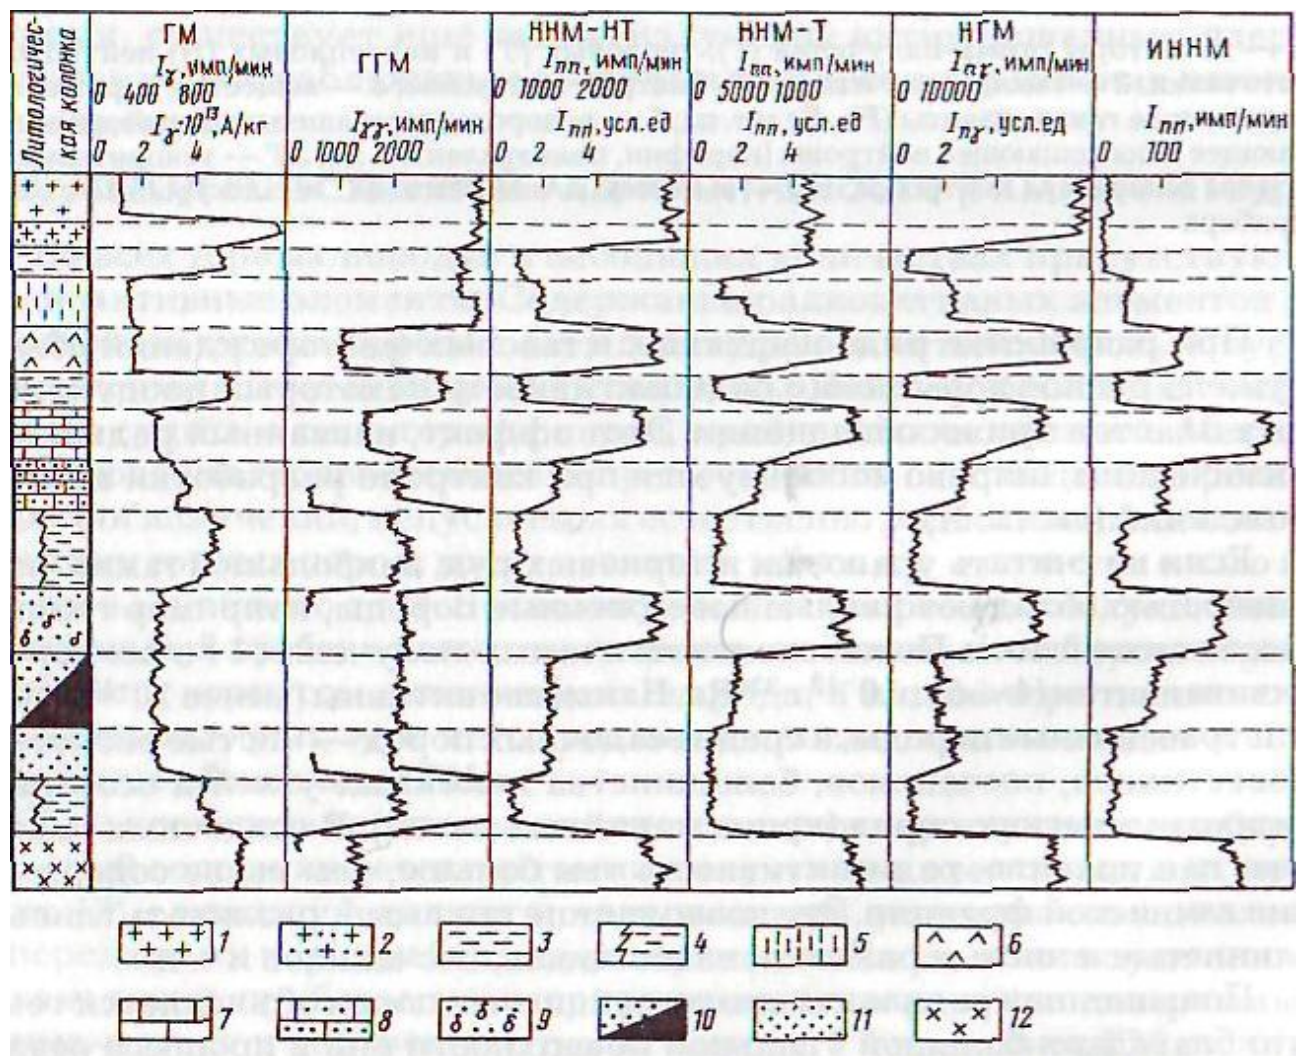 Литологичес-
кая колонка
ГМ
Iγ, имп/мин
0 400 800
Iγ·10¹³А/кг
0 2 4
ГГМ
Iγγ, имп/мин
0 1000 2000
ННМ-НТ
Iпп, имп/мин
0 1000 2000
Iпп, усл.ед
0 2 4
ННМ-Т
Iпп, имп/мин
0 5000 1000
Iпп, усл.ед
0 2 4
НГМ
Iпγ, имп/мин
0 10000
Iпγ, усл.ед
0 2 4
ИННМ
Iпп, имп/мин
0 100
1 2 3 4 5 6
7 8 9 10 11 12